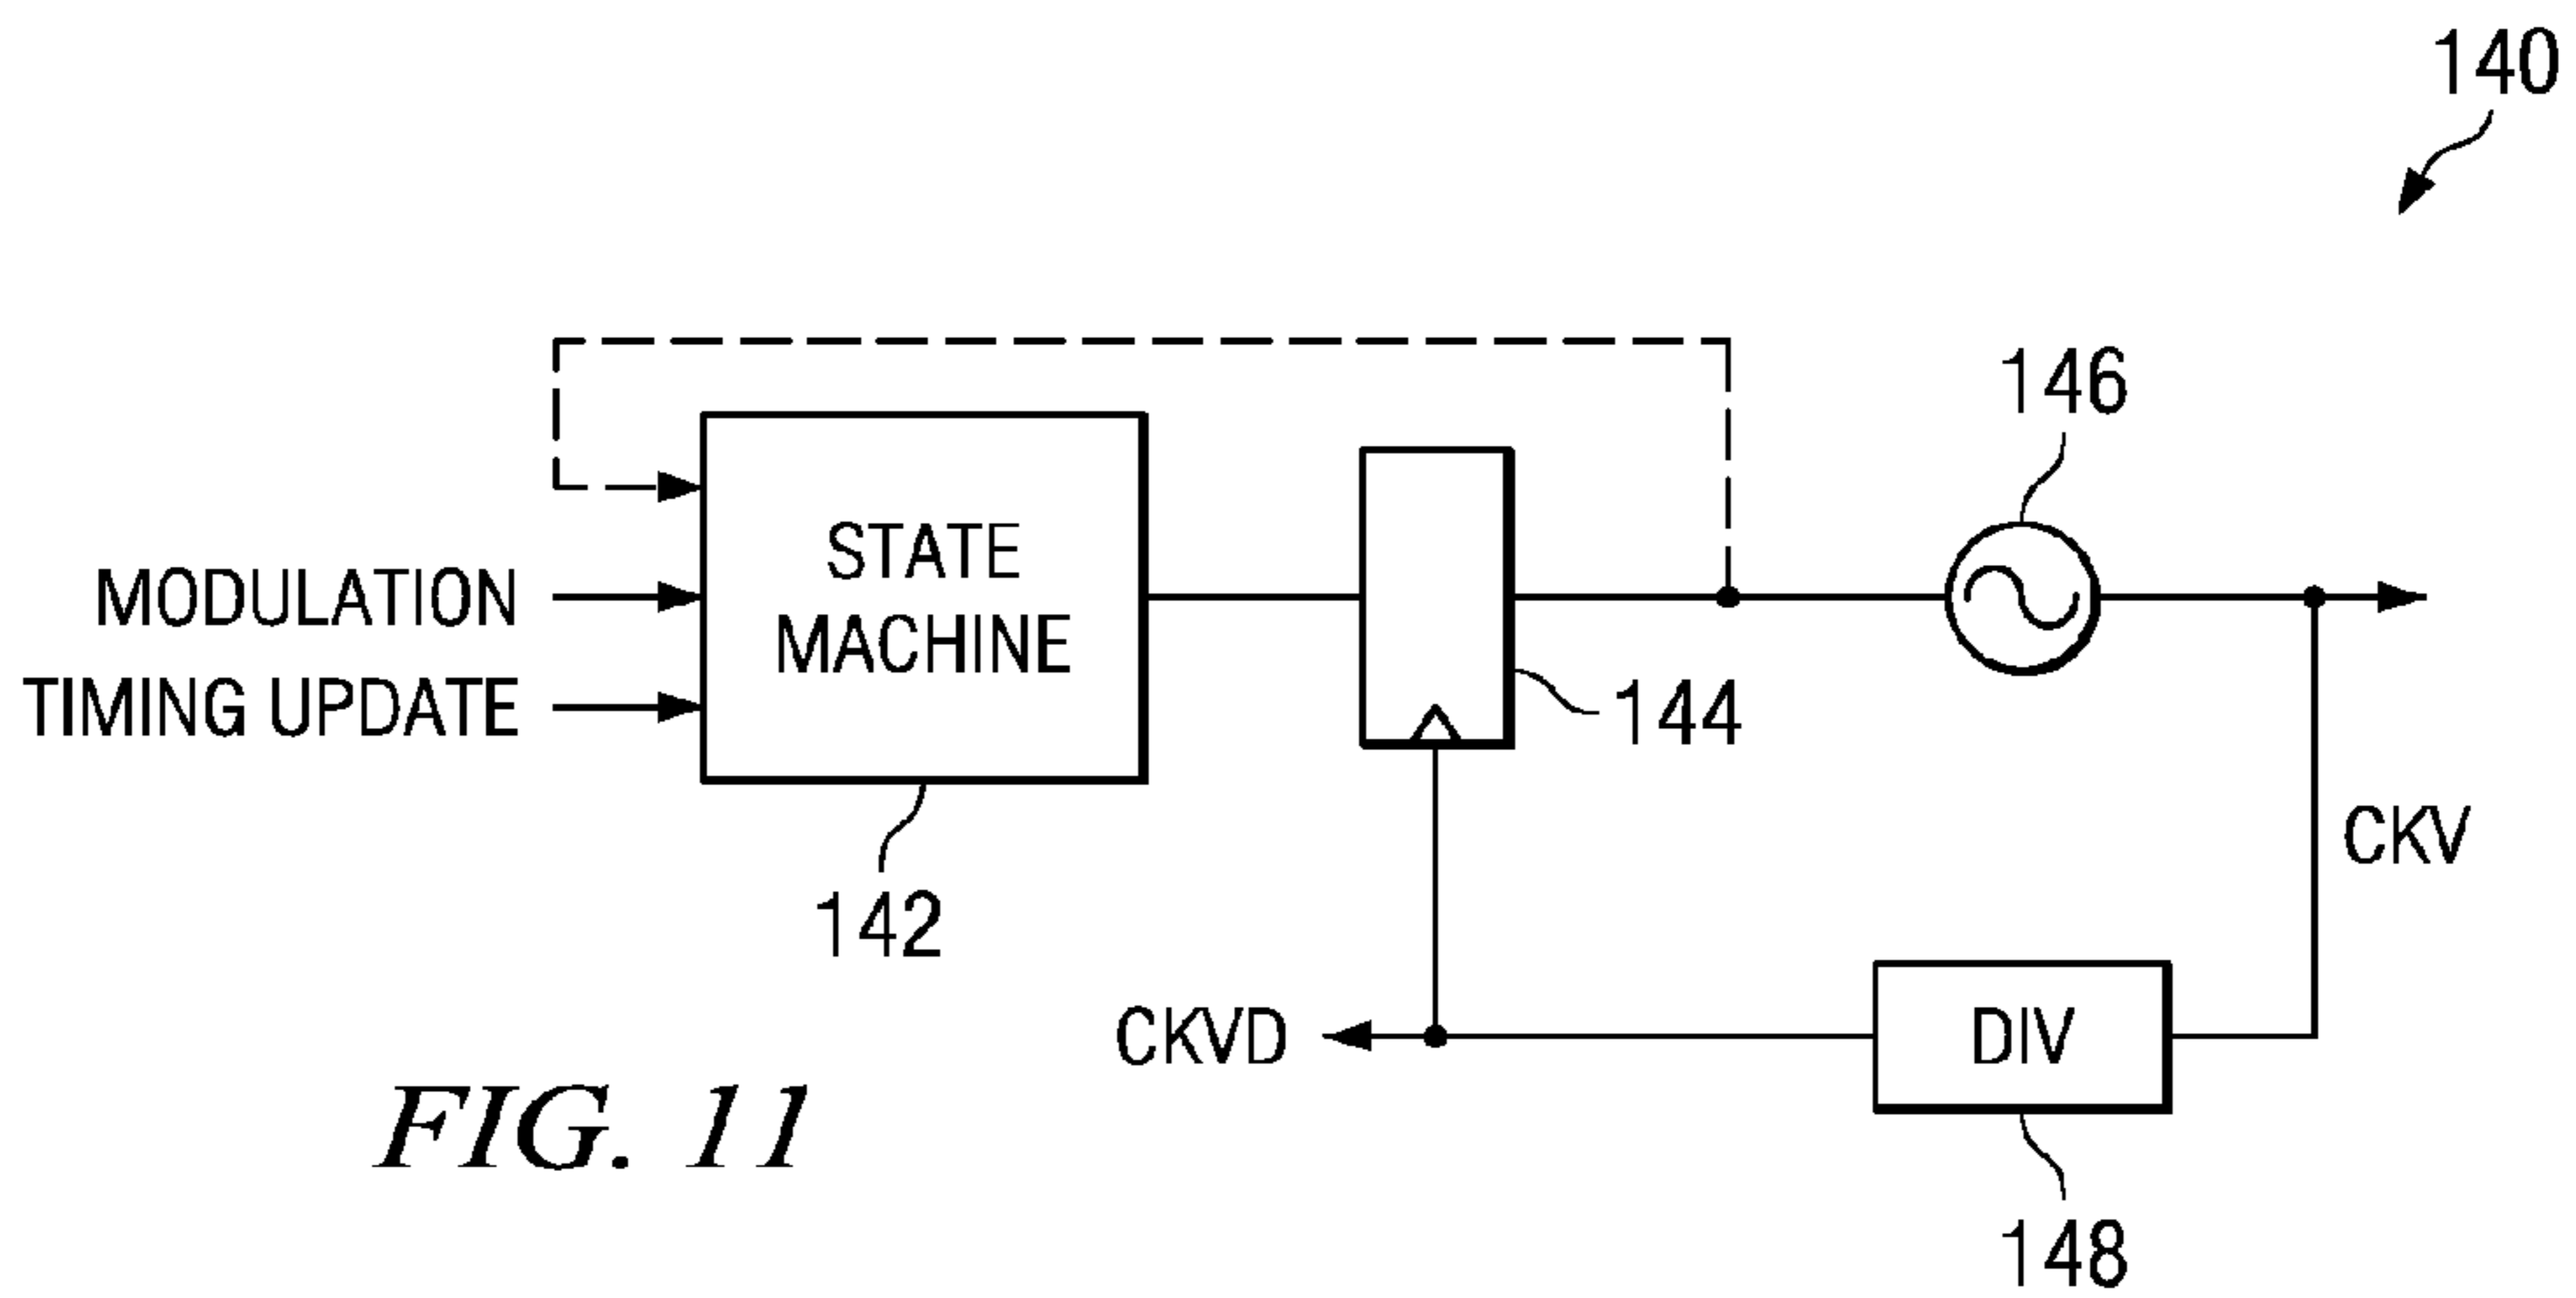 140
146
STATE
MACHINE
MODULATION
TIMING UPDATE
144
CKV
142
CKVD
DIV
FIG. 11
148